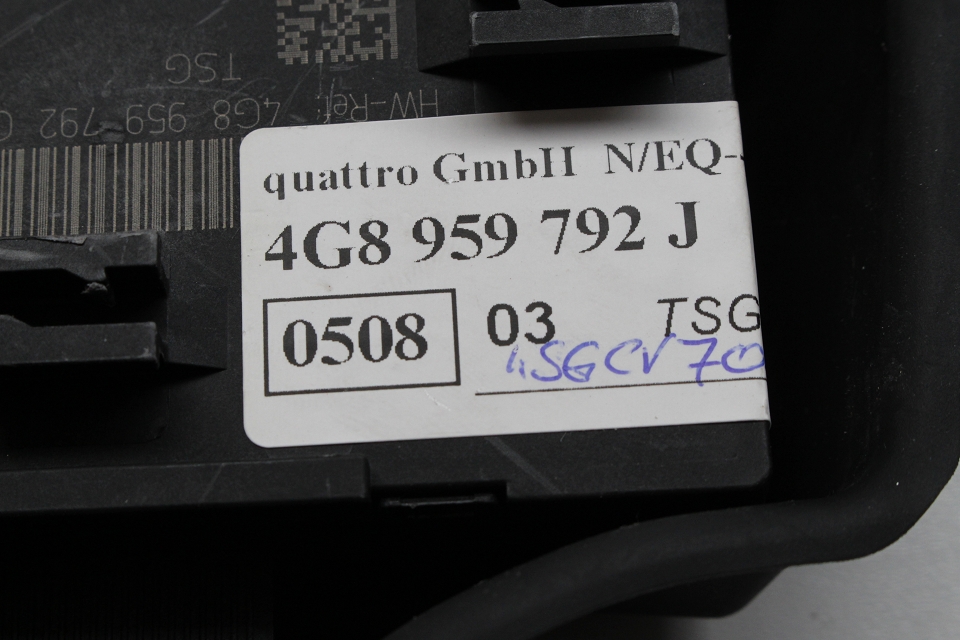 TSG
HW-Ref: 4G8 959 792
quattro GmbH N/EQ-
4G8 959 792 J
0508 03 TSG